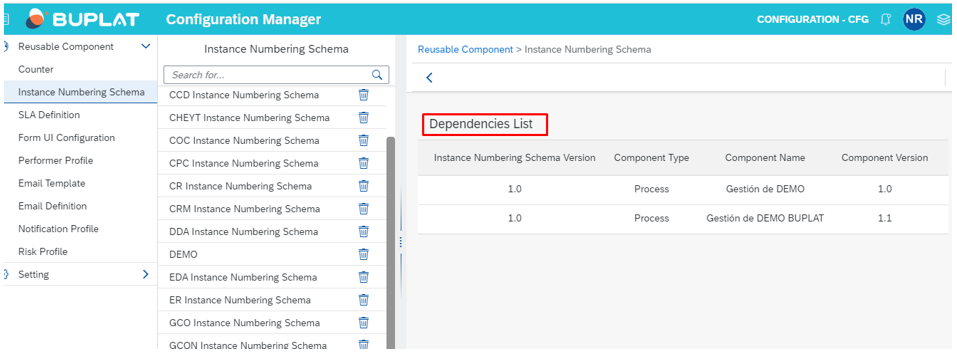 BUPLAT Configuration Manager CONFIGURATION - CFG NR
Reusable Component
Counter
Instance Numbering Schema
SLA Definition
Form UI Configuration
Performer Profile
Email Template
Email Definition
Notification Profile
Risk Profile
Setting
Instance Numbering Schema
Search for...
CCD Instance Numbering Schema
CHEYT Instance Numbering Schema
COC Instance Numbering Schema
CPC Instance Numbering Schema
CR Instance Numbering Schema
CRM Instance Numbering Schema
DDA Instance Numbering Schema
DEMO
EDA Instance Numbering Schema
ER Instance Numbering Schema
GCO Instance Numbering Schema
GCON Instance Numbering Schema
Reusable Component > Instance Numbering Schema
Dependencies List
Instance Numbering Schema Version Component Type Component Name Component Version
1.0 Process Gestión de DEMO 1.0
1.0 Process Gestión de DEMO BUPLAT 1.1